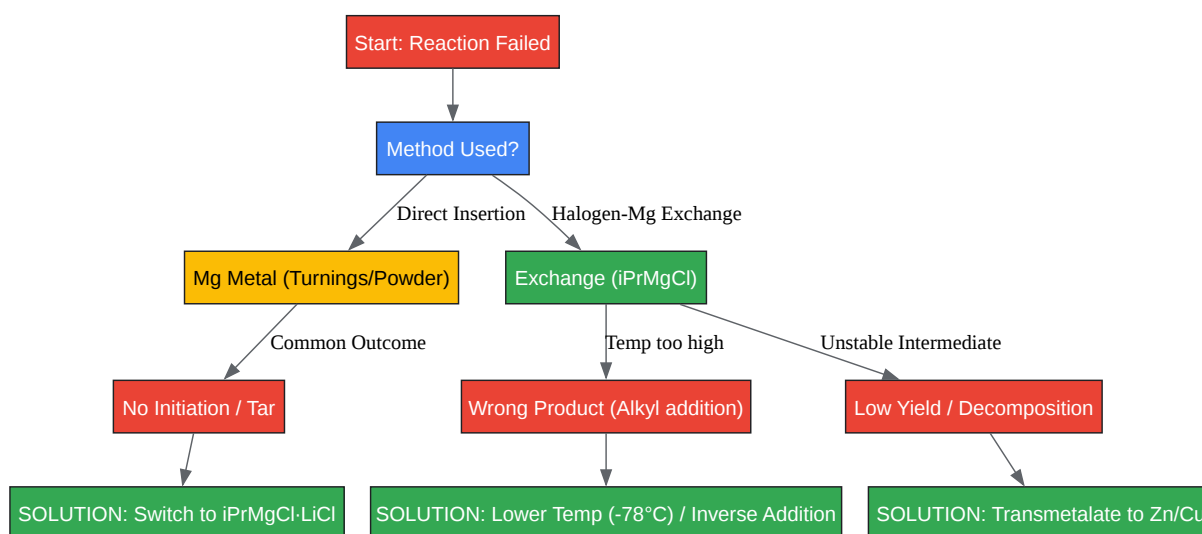 Start: Reaction Failed
Method Used?
Direct Insertion
Halogen-Mg Exchange
Mg Metal (Turnings/Powder)
Exchange (iPrMgCl)
Common Outcome
Temp too high
Unstable Intermediate
No Initiation / Tar
Wrong Product (Alkyl addition)
Low Yield / Decomposition
SOLUTION: Switch to iPrMgCl·LiCl
SOLUTION: Lower Temp (-78°C) / Inverse Addition
SOLUTION: Transmetalate to Zn/Cu